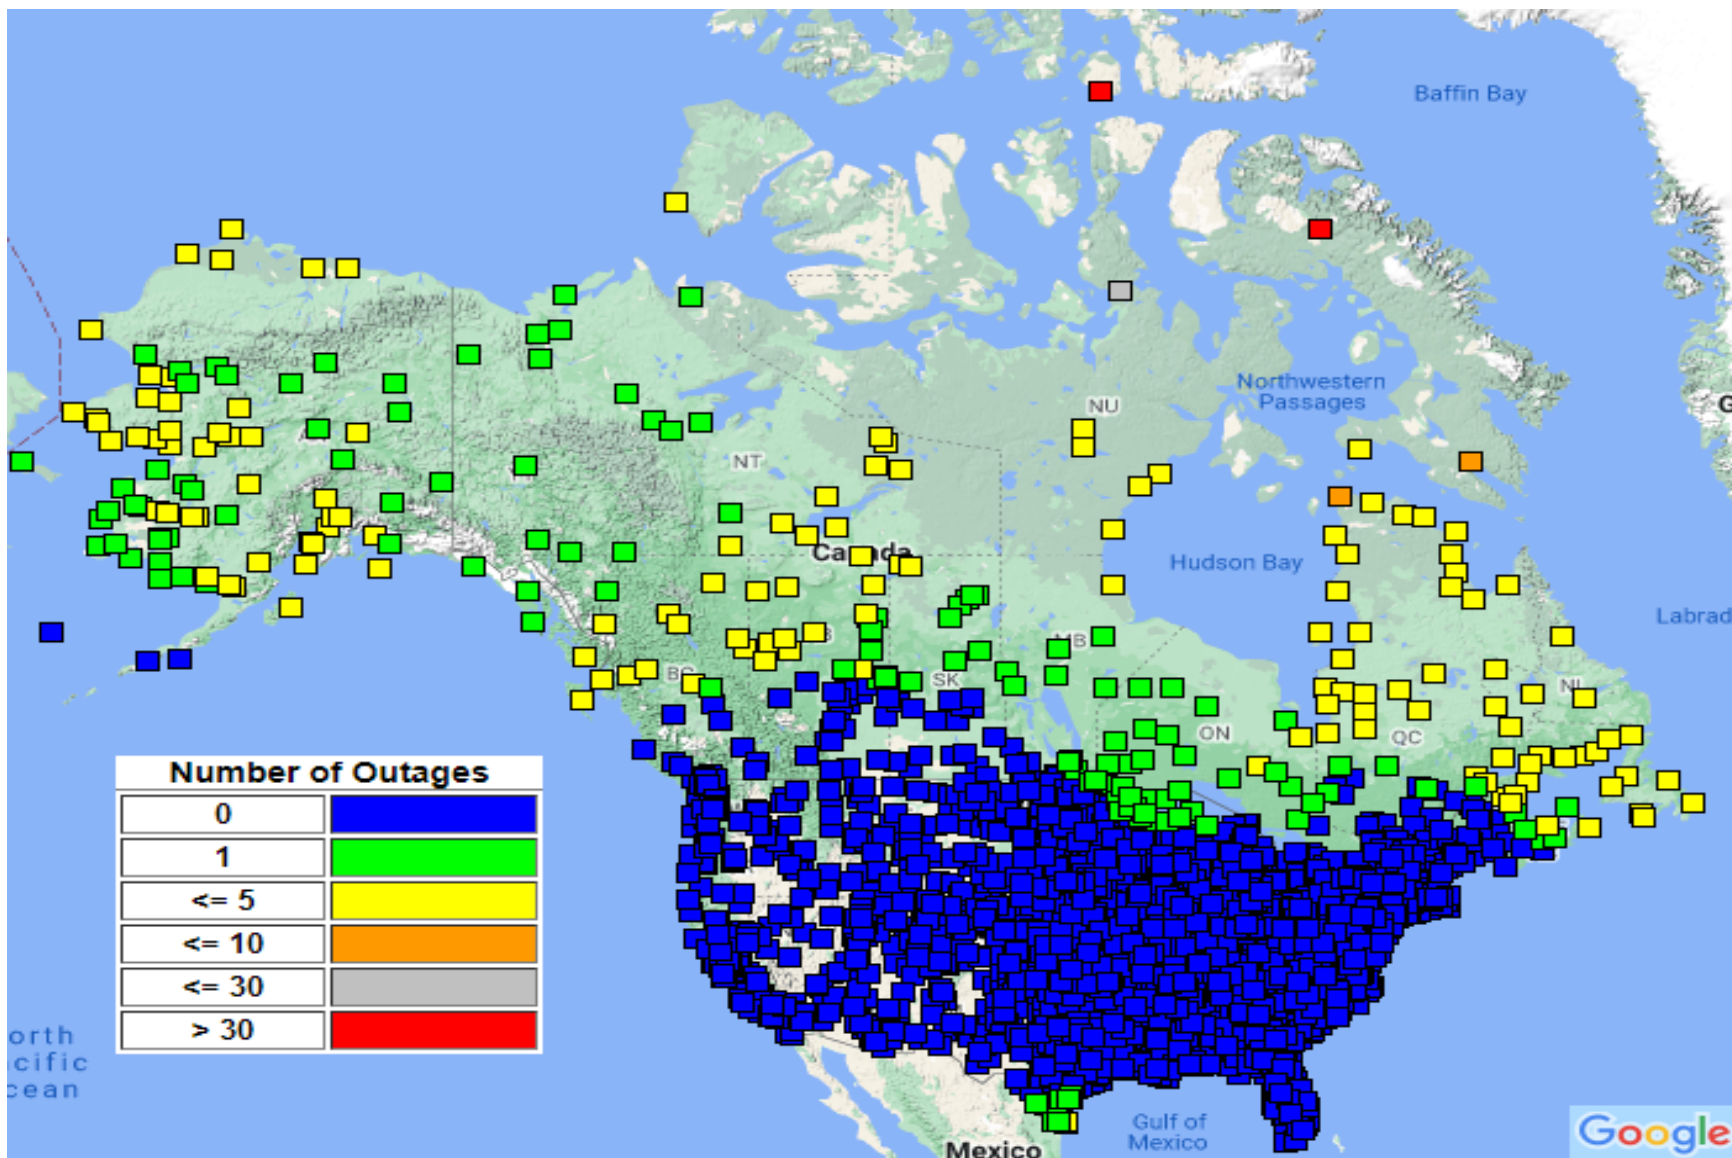 Baffin Bay
Northwestern
Passages
NU
NT
Canada
Hudson Bay
Labrad
MB
BC
SK
NL
ON
QC
Number of Outages
0
1
<= 5
<= 10
<= 30
> 30
orth
acific
cean
Gulf of
Mexico
Mexico
Google
G